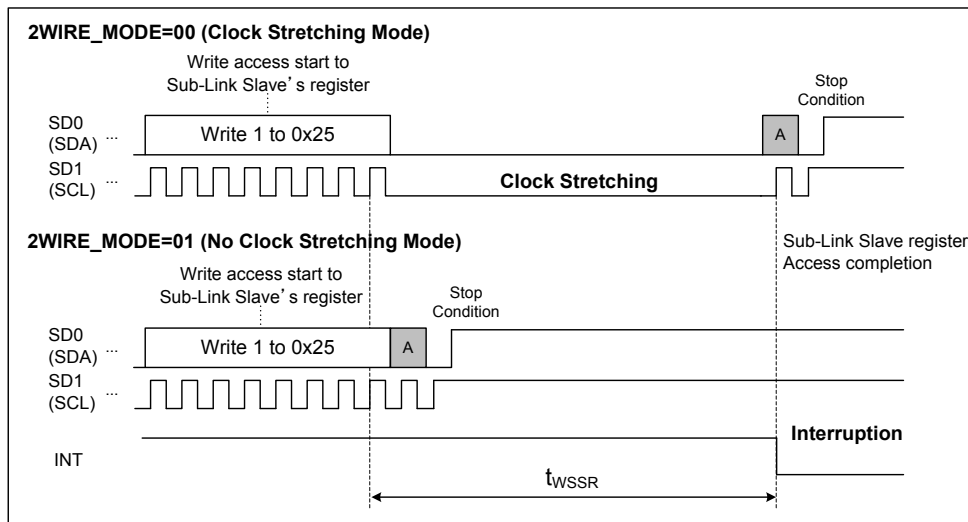 2WIRE_MODE=00 (Clock Stretching Mode)
Write access start to
Sub-Link Slave’s register
Stop
Condition
SD0
(SDA) ...
Write 1 to 0x25
A
SD1
(SCL) ...
Clock Stretching
2WIRE_MODE=01 (No Clock Stretching Mode)
Sub-Link Slave register
Access completion
Write access start to
Sub-Link Slave’s register
Stop
Condition
SD0
(SDA) ...
Write 1 to 0x25
A
SD1
(SCL) ...
Interruption
INT
tWSSR